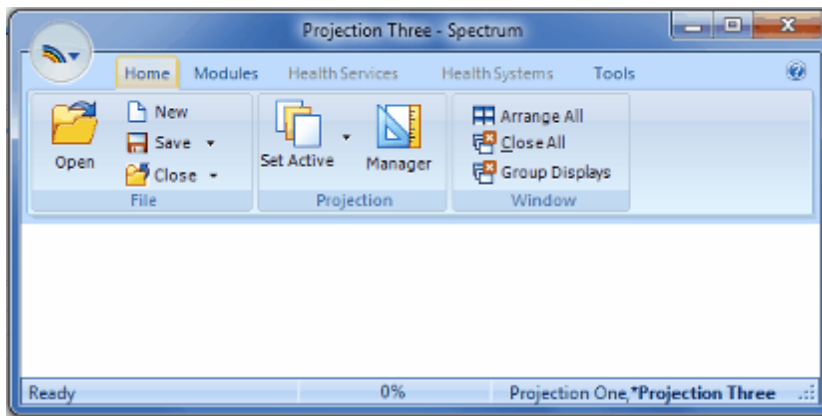 Projection Three - Spectrum
Home Modules Health Services Health Systems Tools
Open
New
Save
Close
File
Set Active
Manager
Projection
Arrange All
Close All
Group Displays
Window
Ready 0% Projection One,*Projection Three